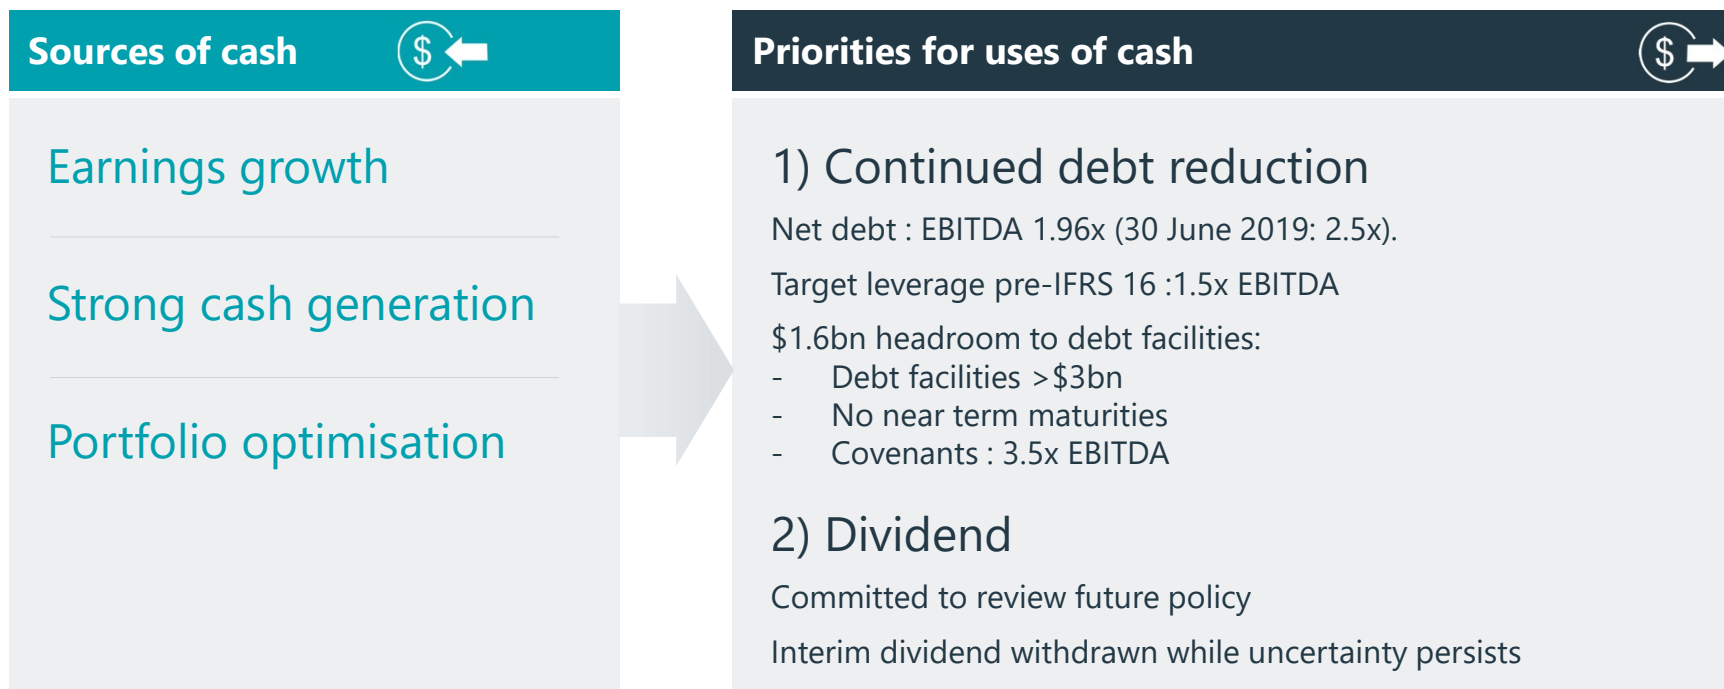 Sources of cash
$
Earnings growth
Strong cash generation
Portfolio optimisation
Priorities for uses of cash
$
1) Continued debt reduction
Net debt : EBITDA 1.96x (30 June 2019: 2.5x).
Target leverage pre-IFRS 16 :1.5x EBITDA
$1.6bn headroom to debt facilities:
- Debt facilities >$3bn
- No near term maturities
- Covenants : 3.5x EBITDA
2) Dividend
Committed to review future policy
Interim dividend withdrawn while uncertainty persists